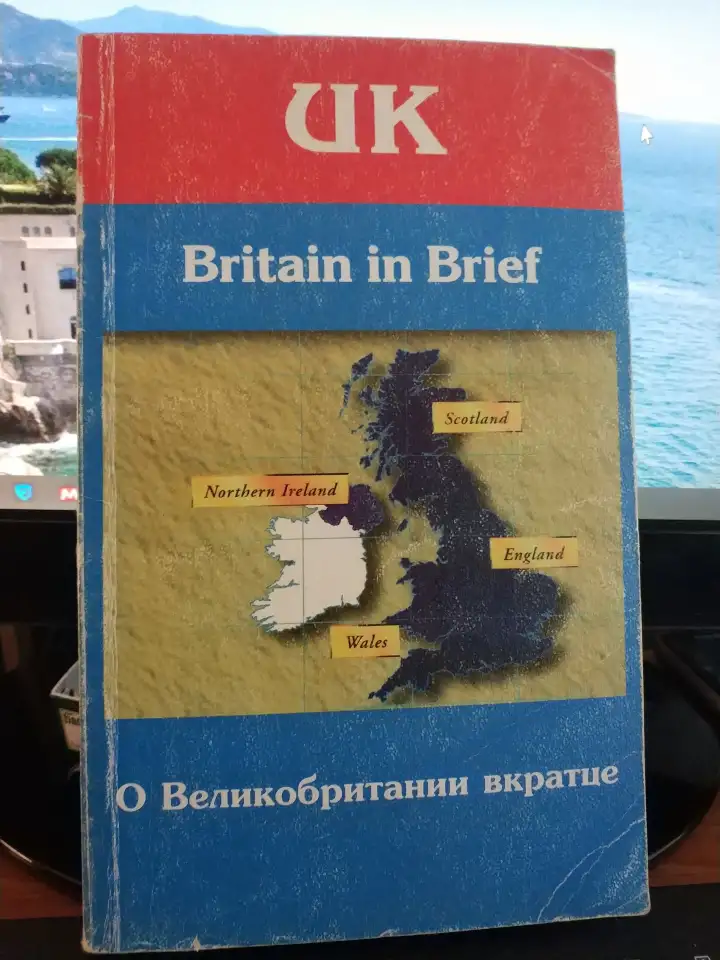 UK
Britain in Brief
Scotland
Northern Ireland
England
Wales
О Великобритании вкратце